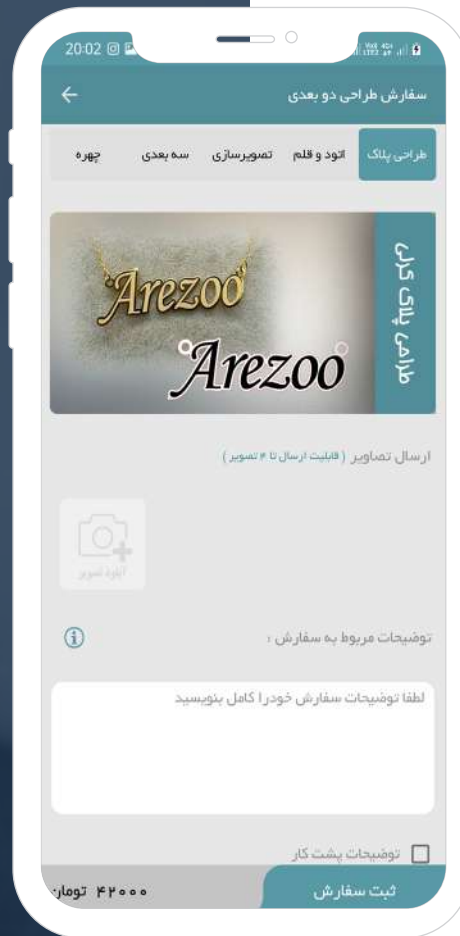 20:02
سفارش طراحی دو بعدی
طراحی پلاک
اتود و قلم
تصویرسازی
سه بعدی
چهره
Arezoo
Arezoo
طراحی پلاک کرلی
ارسال تصاویر ( قابلیت ارسال تا ۴ تصویر )
آپلود تصویر
توضیحات مربوط به سفارش :
لطفا توضیحات سفارش خودرا کامل بنویسید
توضیحات پشت کار
ثبت سفارش
۴۲۰۰۰ تومان